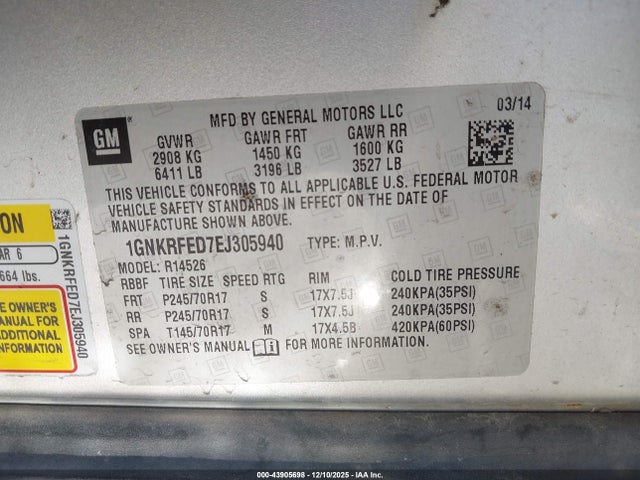 GM
MFD BY GENERAL MOTORS LLC
03/14
GVWR GAWR FRT GAWR RR
2908 KG 1450 KG 1600 KG
6411 LB 3196 LB 3527 LB
THIS VEHICLE CONFORMS TO ALL APPLICABLE U.S. FEDERAL MOTOR
VEHICLE SAFETY STANDARDS IN EFFECT ON THE DATE OF
MANUFACTURE SHOWN ABOVE.
1GNKRFED7EJ305940 TYPE: M.P.V.
MODEL: R14526
RBBF TIRE SIZE SPEED RTG RIM COLD TIRE PRESSURE
FRT P245/70R17 S 17X7.5J 240KPA(35PSI)
RR P245/70R17 S 17X7.5J 240KPA(35PSI)
SPA T145/70R17 M 17X4.5B 420KPA(60PSI)
SEE OWNER'S MANUAL FOR MORE INFORMATION.
ION
AR 6
664 lbs.
E OWNER'S
ANUAL FOR
ADDITIONAL
INFORMATION
1GNKRFED7EJ305940
000-43905698 - 12/10/2025 - IAA Inc.